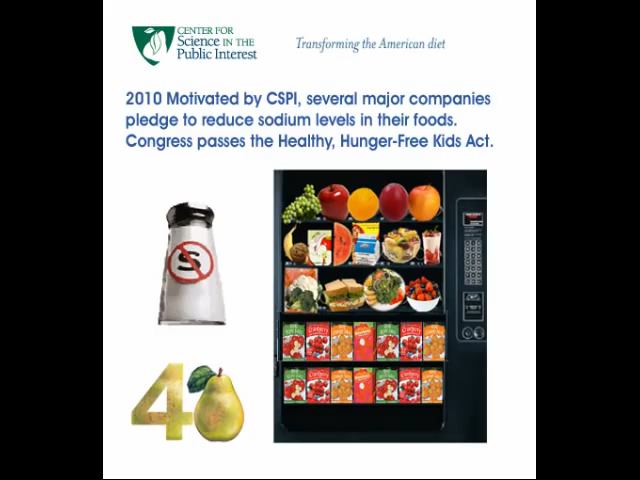 CENTER FOR
Science IN THE
Public Interest
Transforming the American diet
2010 Motivated by CSPI, several major companies
pledge to reduce sodium levels in their foods.
Congress passes the Healthy, Hunger-Free Kids Act.
S
4